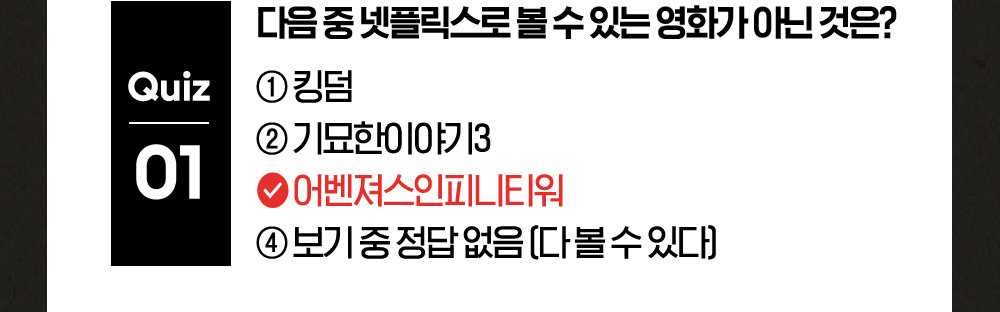 다음 중 넷플릭스로 볼 수 있는 영화가 아닌 것은?
Quiz
01
① 킹덤
② 기묘한이야기3
어벤져스인피니티워
④ 보기 중 정답 없음 (다 볼 수 있다)